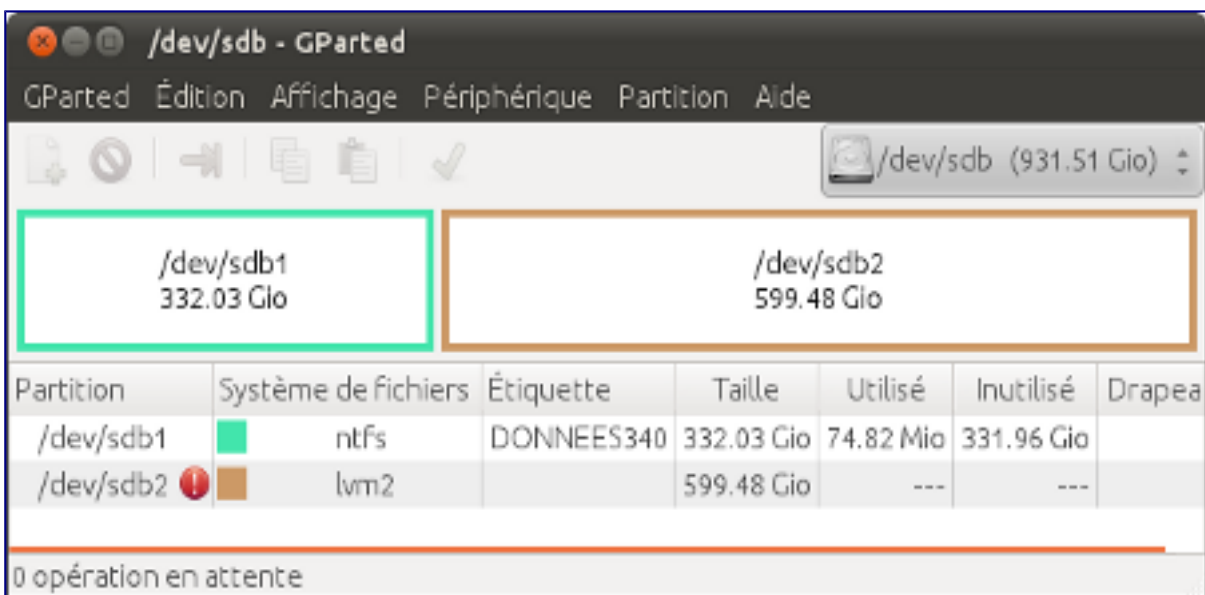 /dev/sdb - GParted
GParted Édition Affichage Périphérique Partition Aide
/dev/sdb (931.51 Gio)
/dev/sdb1
332.03 Gio
/dev/sdb2
599.48 Gio
Partition Système de fichiers Étiquette Taille Utilisé Inutilisé Drapea
/dev/sdb1 ntfs DONNEES340 332.03 Gio 74.82 Mio 331.96 Gio
/dev/sdb2 lvm2 599.48 Gio --- ---
0 opération en attente